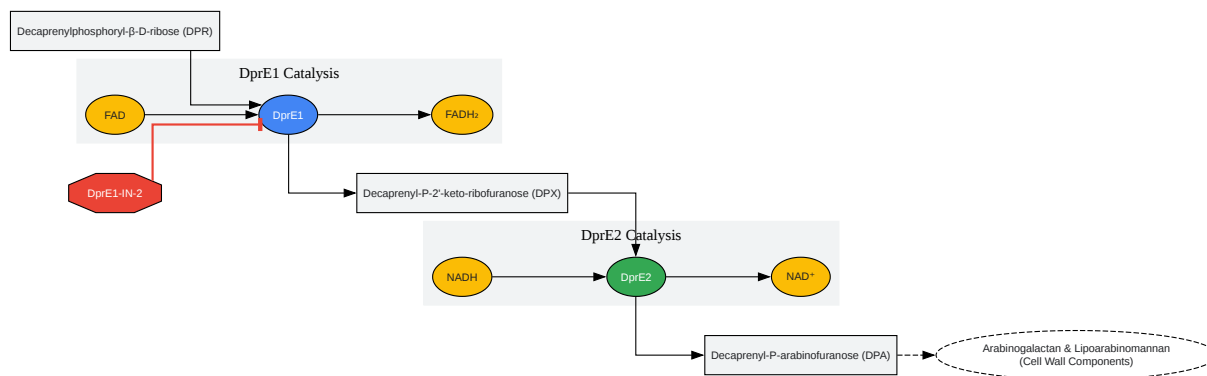 Decaprenylphosphoryl-β-D-ribose (DPR)
DprE1 Catalysis
FAD
DprE1
FADH₂
DprE1-IN-2
Decaprenyl-P-2'-keto-ribofuranose (DPX)
DprE2 Catalysis
NADH
DprE2
NAD⁺
Decaprenyl-P-arabinofuranose (DPA)
Arabinogalactan & Lipoarabinomannan
(Cell Wall Components)